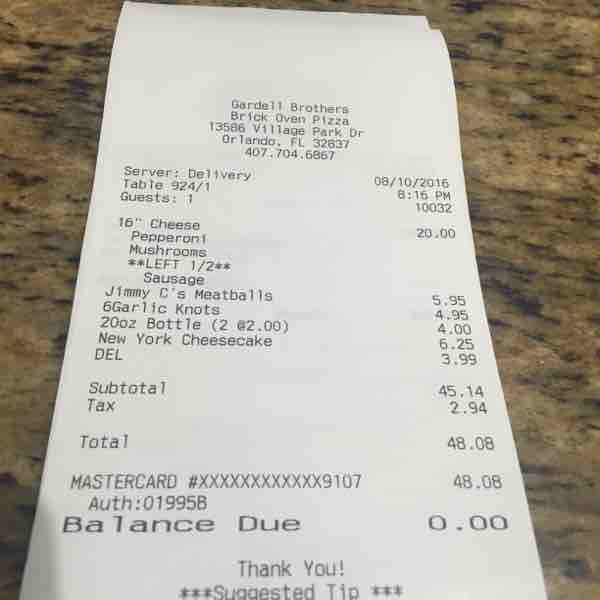 Gardell Brothers
Brick Oven Pizza
13586 Village Park Dr
Orlando, FL 32837
407.704.6867
Server: Delivery 08/10/2016
Table 924/1 8:16 PM
Guests: 1 10032
16" Cheese 20.00
Pepperoni
Mushrooms
**LEFT 1/2**
Sausage
Jimmy C's Meatballs 5.95
6Garlic Knots 4.95
20oz Bottle (2 @2.00) 4.00
New York Cheesecake 6.25
DEL 3.99
Subtotal 45.14
Tax 2.94
Total 48.08
MASTERCARD #XXXXXXXXXXXX9107 48.08
Auth:01995B
Balance Due 0.00
Thank You!
***Suggested Tip ***